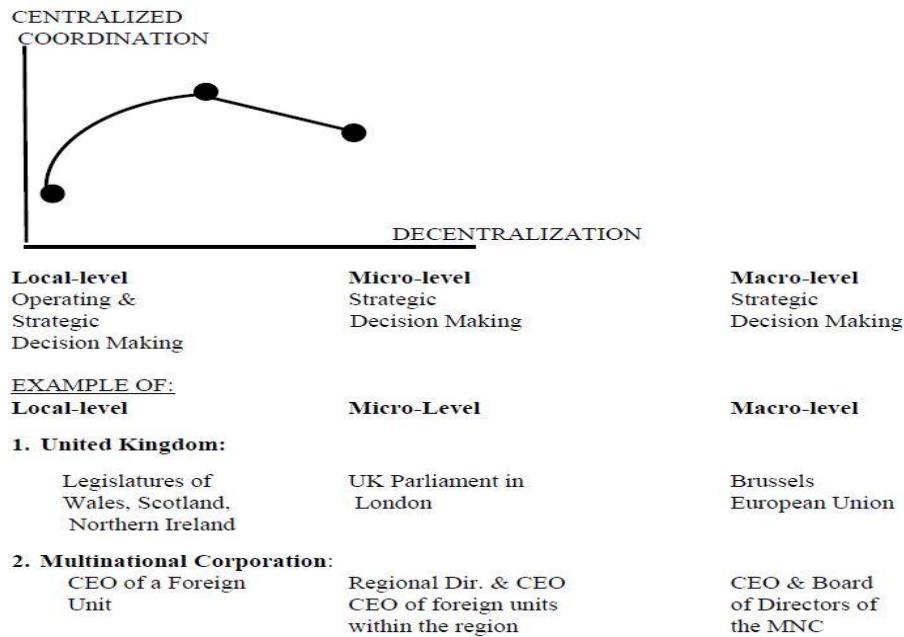 CENTRALIZED
COORDINATION
DECENTRALIZATION
Local-level Micro-level Macro-level
Operating & Strategic Strategic
Strategic Decision Making Decision Making
Decision Making
EXAMPLE OF:
Local-level Micro-Level Macro-level
1. United Kingdom:
Legislatures of UK Parliament in Brussels
Wales, Scotland, London European Union
Northern Ireland
2. Multinational Corporation:
CEO of a Foreign Regional Dir. & CEO CEO & Board
Unit CEO of foreign units of Directors of
within the region the MNC